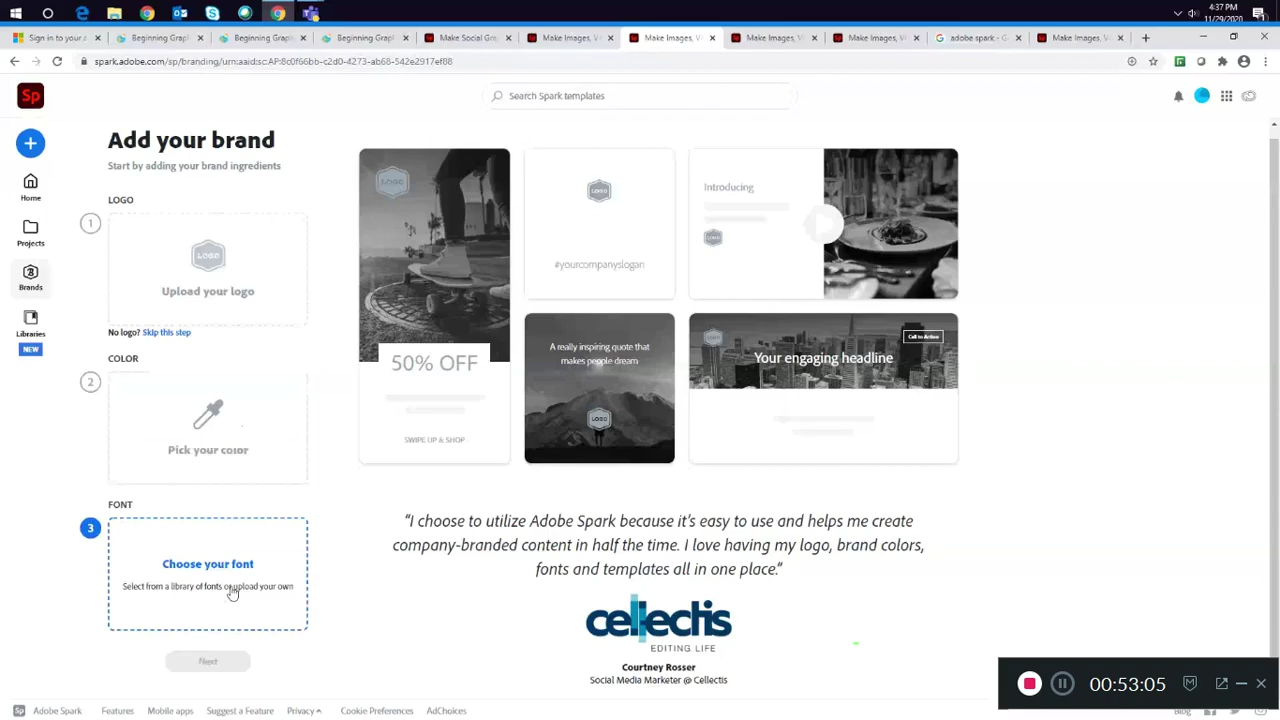 4:37 PM
11/29/2020
Sign in to your a
Beginning Grap
Beginning Grap
Beginning Grap
Make Social Gr
Make Images, V
Make Images, V
Make Images, V
Make Images, V
adobe spark - G
Make Images, V
spark.adobe.com/sp/branding/urn:aaid:sc:AP:8c0f66bb-c2d0-4273-ab68-542e2917ef88
Sp
Search Spark templates
Home
Projects
Brands
Libraries
NEW
Add your brand
Start by adding your brand ingredients
LOGO
1
LOGO
Upload your logo
No logo? Skip this step
COLOR
2
Pick your color
FONT
3
Choose your font
Select from a library of fonts or upload your own
Next
LOGO
50% OFF
SWIPE UP & SHOP
LOGO
#yourcompanyslogan
Introducing
LOGO
A really inspiring quote that
makes people dream
LOGO
LOGO
Call to Action
Your engaging headline
“I choose to utilize Adobe Spark because it’s easy to use and helps me create
company-branded content in half the time. I love having my logo, brand colors,
fonts and templates all in one place.”
cellectis
EDITING LIFE
Courtney Rosser
Social Media Marketer @ Cellectis
00:53:05
Sp Adobe Spark Features Mobile apps Suggest a Feature Privacy Cookie Preferences AdChoices
Blog